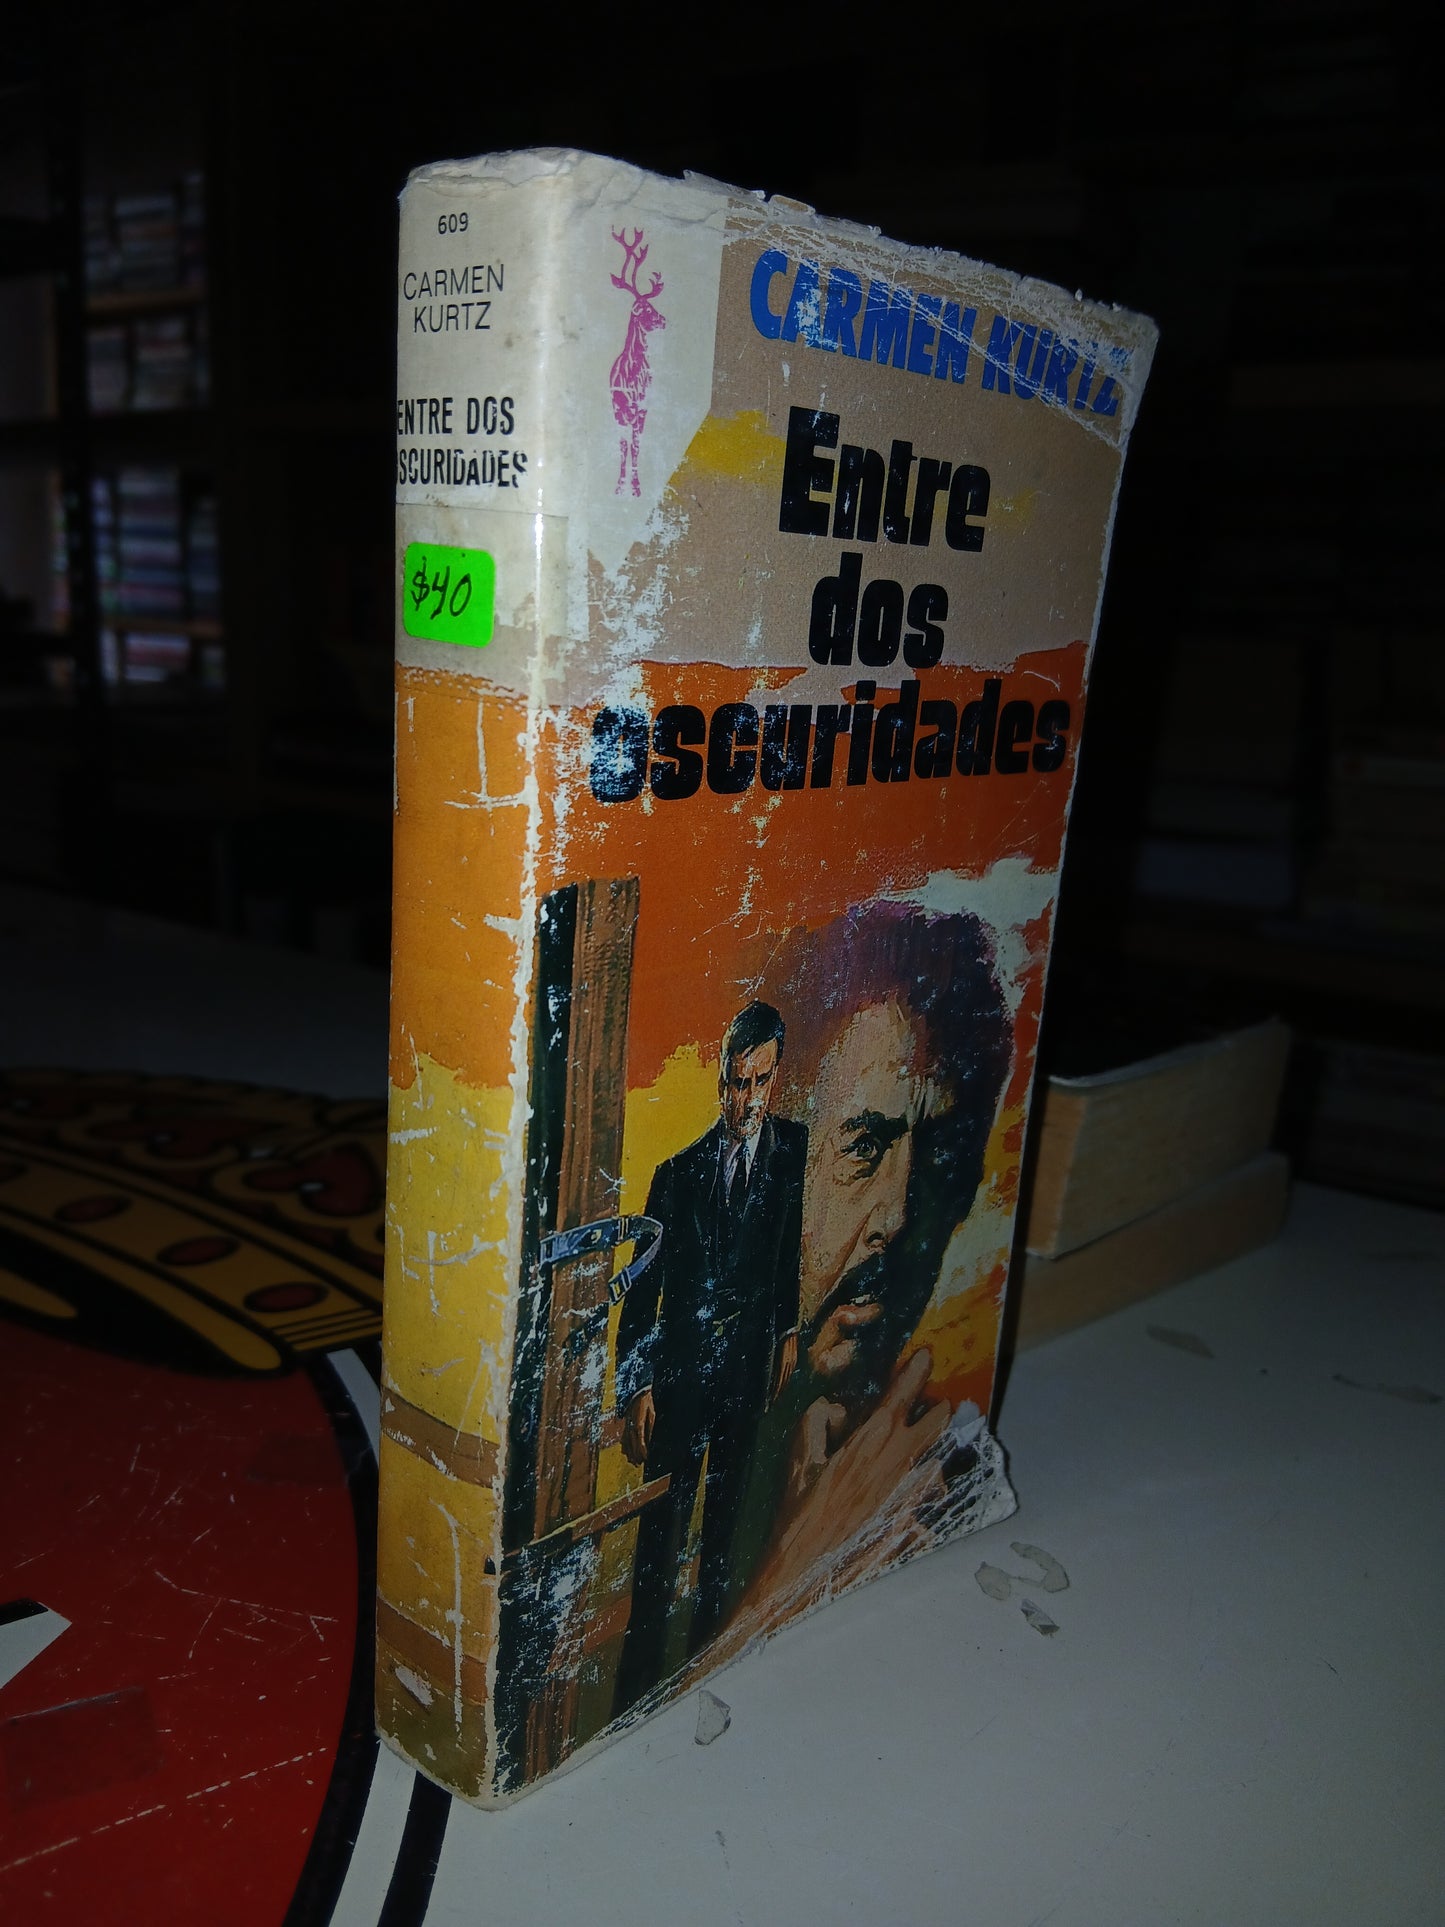 609
CARMEN
KURTZ
ENTRE DOS
OSCURIDADES
$40
CARMEN KURTZ
Entre
dos
oscuridades